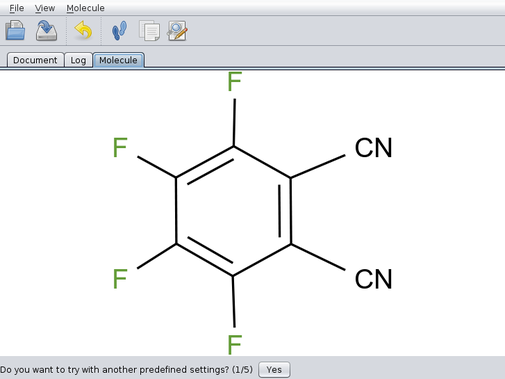 File View Molecule
Document Log Molecule
F
F
CN
F
CN
F
Do you want to try with another predefined settings? (1/5) Yes